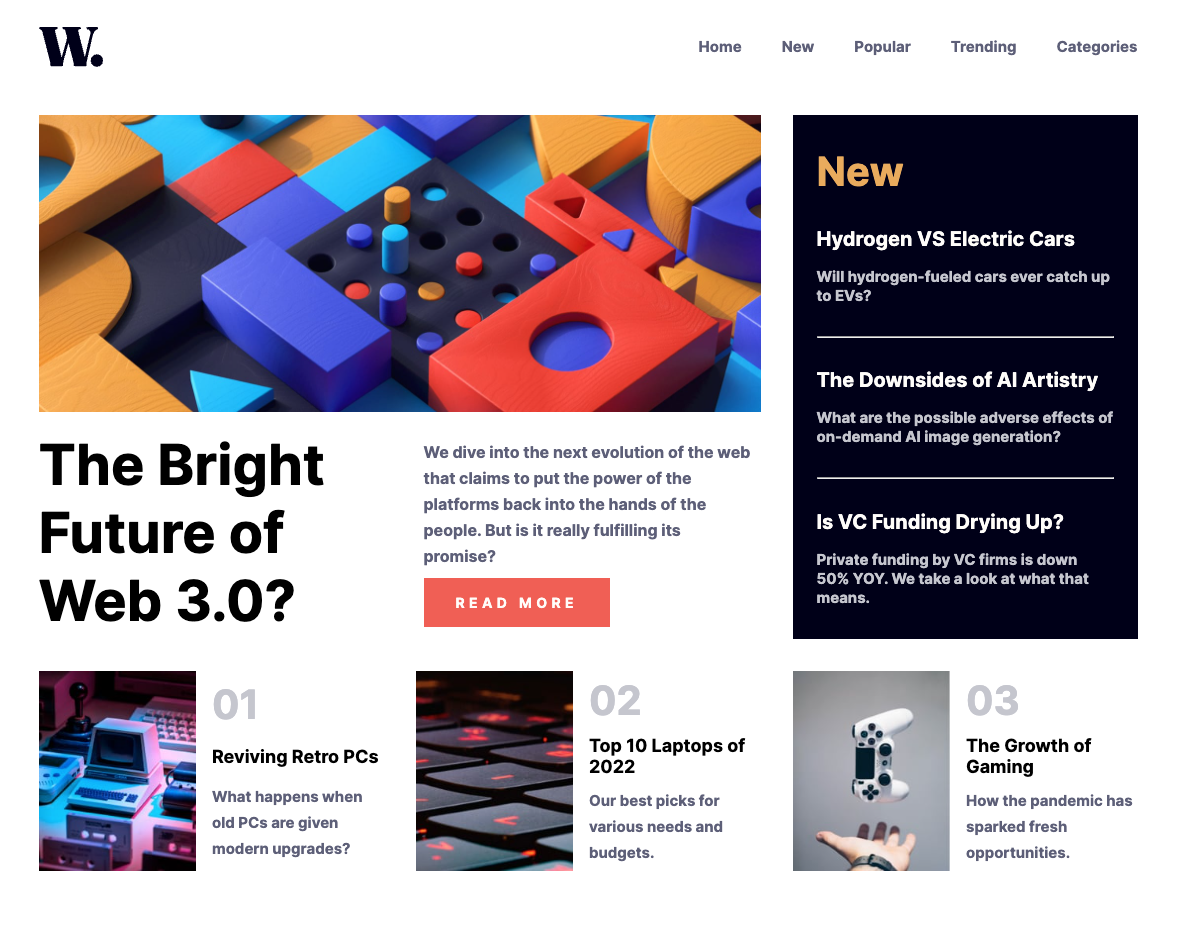 W.
Home New Popular Trending Categories
The Bright
Future of
Web 3.0?
We dive into the next evolution of the web
that claims to put the power of the
platforms back into the hands of the
people. But is it really fulfilling its
promise?
READ MORE
New
Hydrogen VS Electric Cars
Will hydrogen-fueled cars ever catch up
to EVs?
The Downsides of AI Artistry
What are the possible adverse effects of
on-demand AI image generation?
Is VC Funding Drying Up?
Private funding by VC firms is down
50% YOY. We take a look at what that
means.
01
Reviving Retro PCs
What happens when
old PCs are given
modern upgrades?
02
Top 10 Laptops of
2022
Our best picks for
various needs and
budgets.
03
The Growth of
Gaming
How the pandemic has
sparked fresh
opportunities.